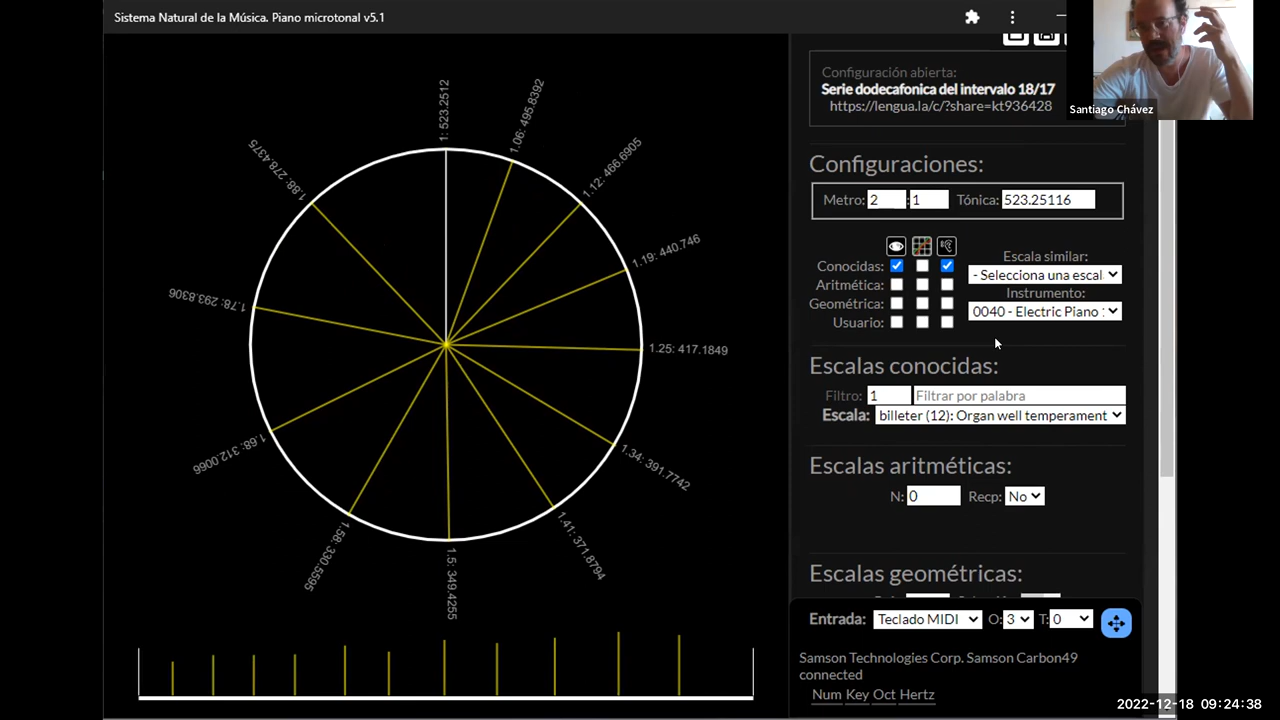 Sistema Natural de la Música. Piano microtonal v5.1
1: 523.2512
1.06: 495.8392
1.12: 466.6905
1.19: 440.746
1.25: 417.1849
1.34: 391.7742
1.41: 371.8794
1.5: 349.4255
1.58: 330.5595
1.68: 312.0066
1.78: 293.8306
1.88: 278.4375
Configuración abierta:
Serie dodecafonica del intervalo 18/17
https://lengua.la/c/?share=kt936428
Santiago Chávez
Configuraciones:
Metro: 2 : 1 Tónica: 523.25116
Escala similar:
Conocidas: - Selecciona una escal
Aritmética: Instrumento:
Geométrica: 0040 - Electric Piano
Usuario:
Escalas conocidas:
Filtro: 1 Filtrar por palabra
Escala: billeter (12): Organ well temperament
Escalas aritméticas:
N: 0 Recp: No
Escalas geométricas:
Entrada: Teclado MIDI O: 3 T: 0
Samson Technologies Corp. Samson Carbon49
connected
Num Key Oct Hertz
2022-12-18 09:24:38